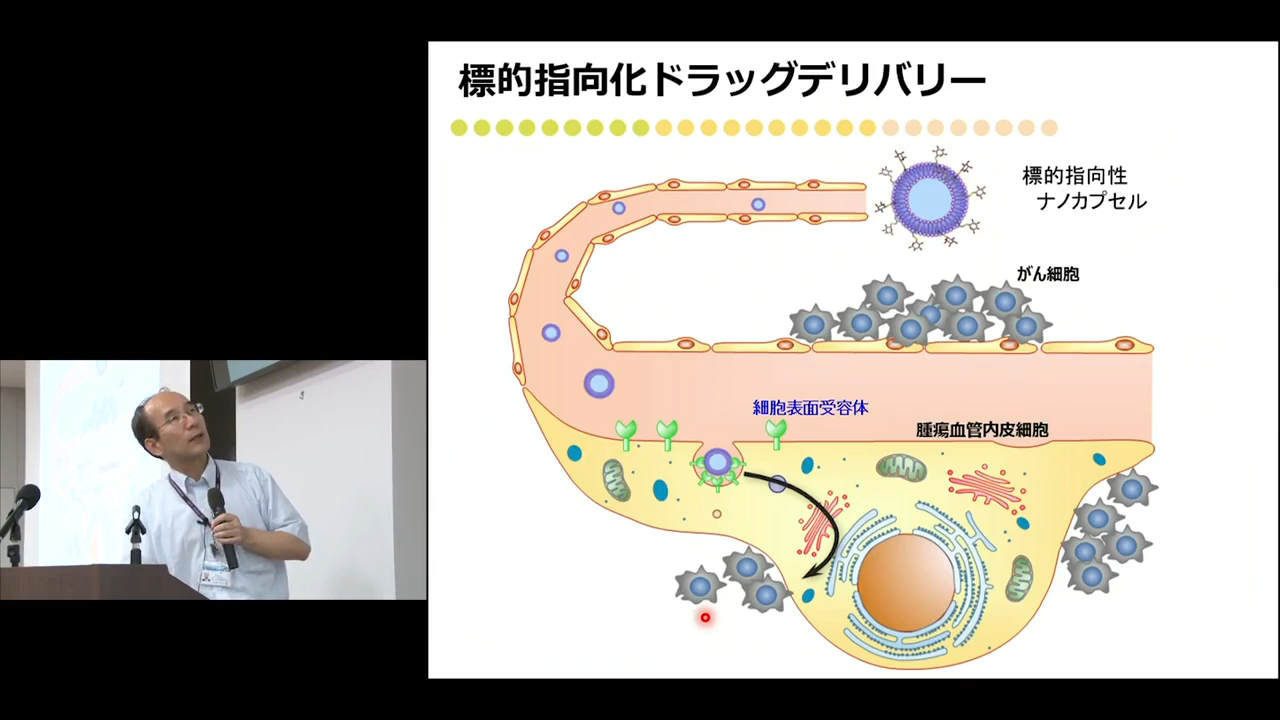 標的指向化ドラッグデリバリー
標的指向性
ナノカプセル
がん細胞
細胞表面受容体
腫瘍血管内皮細胞